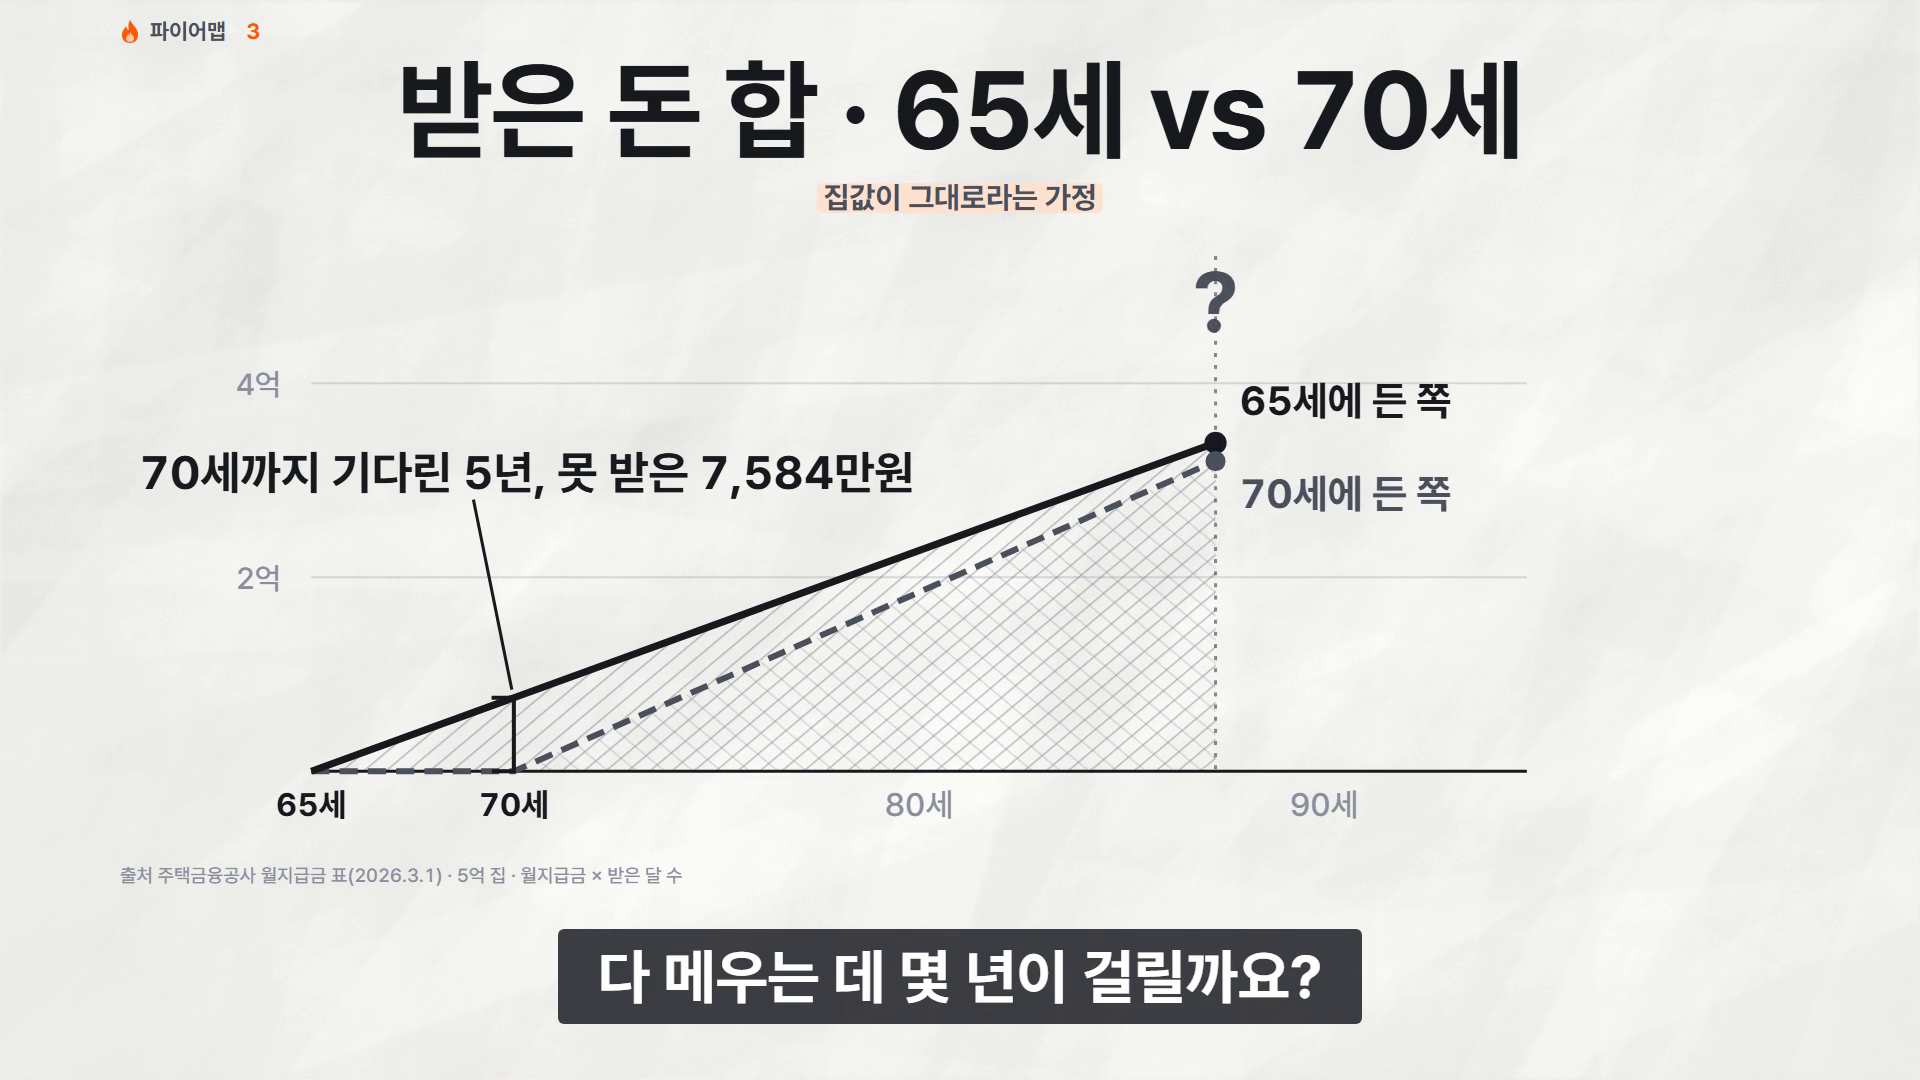 파이어맵 3
받은 돈 합 · 65세 vs 70세
집값이 그대로라는 가정
?
4억
65세에 든 쪽
70세까지 기다린 5년, 못 받은 7,584만원
70세에 든 쪽
2억
65세 70세 80세 90세
출처 주택금융공사 월지급금 표(2026.3.1) · 5억 집 · 월지급금 × 받은 달 수
다 메우는 데 몇 년이 걸릴까요?